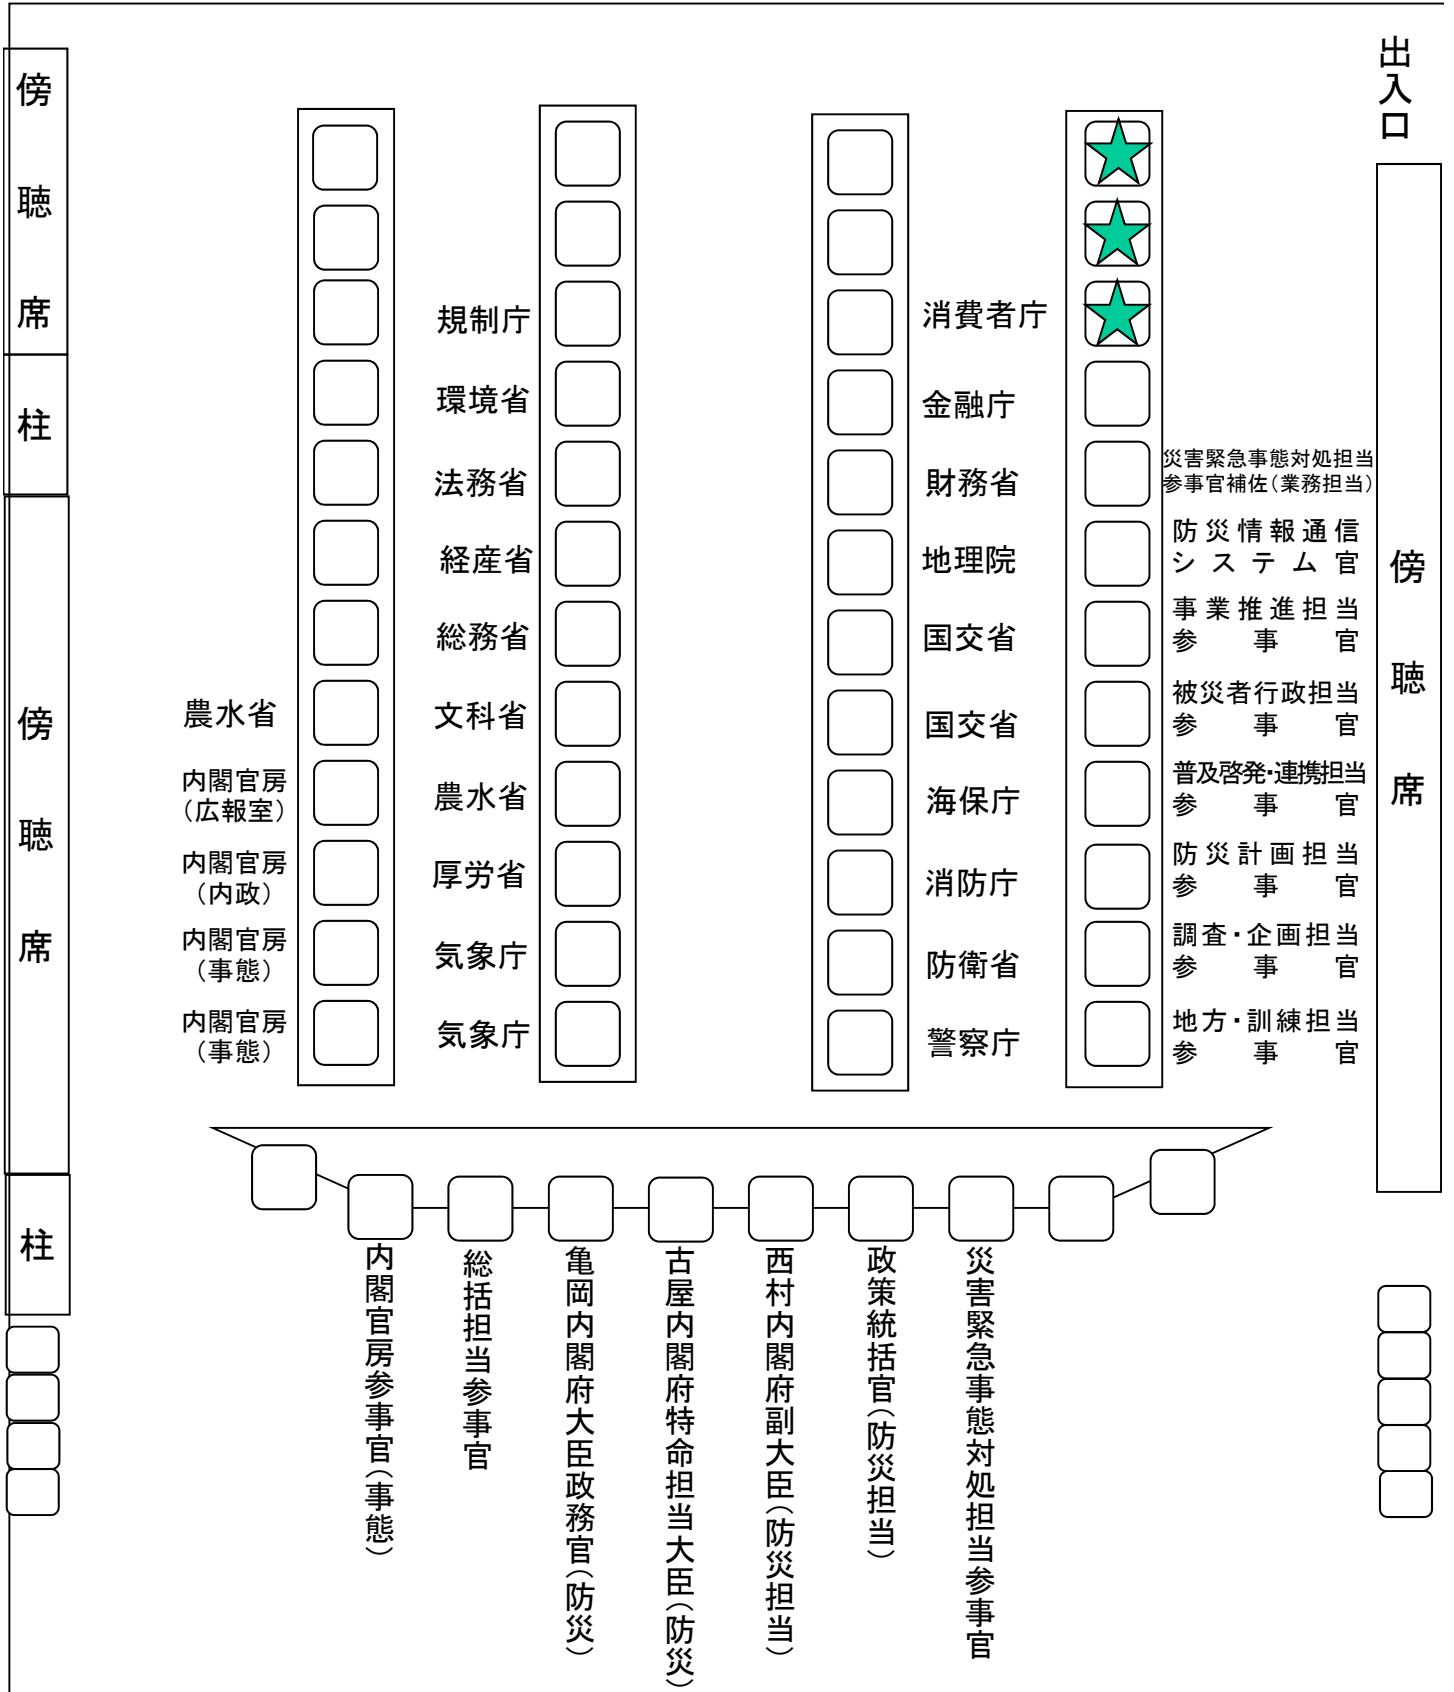 出入口
傍聴席
柱
傍聴席
柱
傍聴席
農水省
内閣官房
（広報室）
内閣官房
（内政）
内閣官房
（事態）
内閣官房
（事態）
規制庁
環境省
法務省
経産省
総務省
文科省
農水省
厚労省
気象庁
気象庁
消費者庁
金融庁
財務省
地理院
国交省
国交省
海保庁
消防庁
防衛省
警察庁
災害緊急事態対処担当
参事官補佐（業務担当）
防災情報通信
システム官
事業推進担当
参事官
被災者行政担当
参事官
普及啓発・連携担当
参事官
防災計画担当
参事官
調査・企画担当
参事官
地方・訓練担当
参事官
内閣官房参事官（事態）
総括担当参事官
亀岡内閣府大臣政務官（防災）
古屋内閣府特命担当大臣（防災）
西村内閣府副大臣（防災担当）
政策統括官（防災担当）
災害緊急事態対処担当参事官